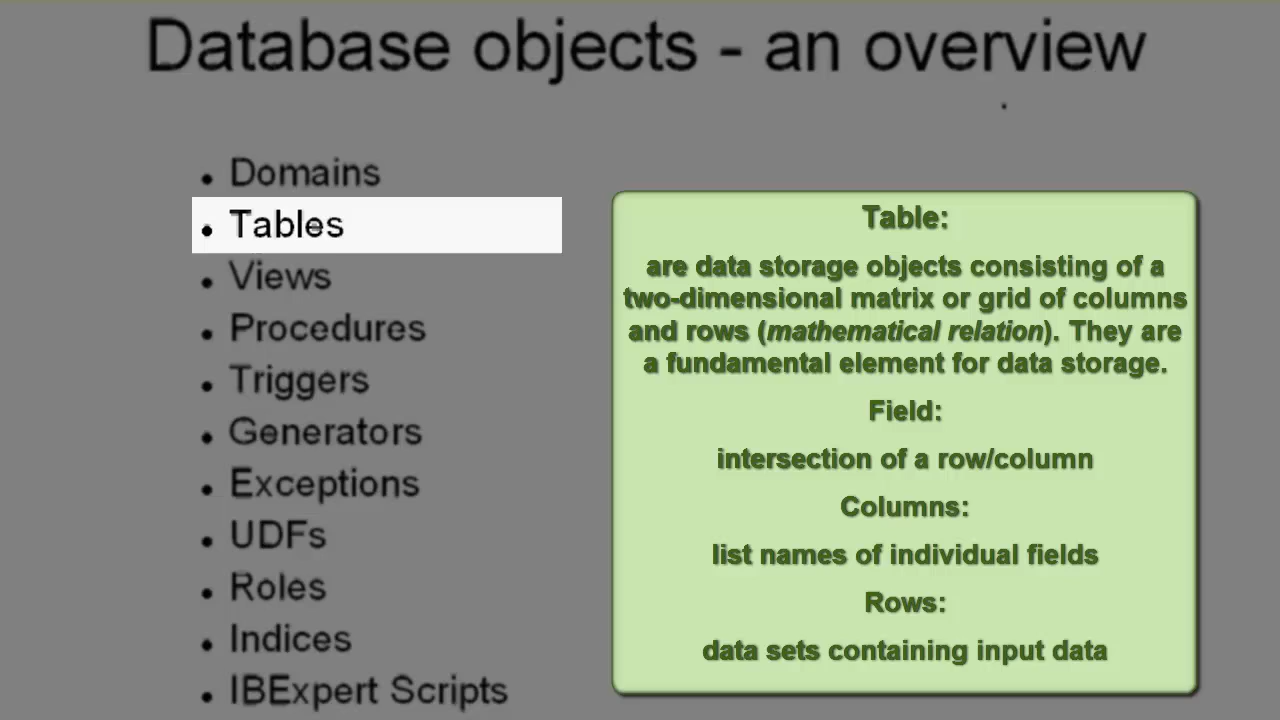 Database objects - an overview
• Domains
• Tables
• Views
• Procedures
• Triggers
• Generators
• Exceptions
• UDFs
• Roles
• Indices
• IBExpert Scripts
Table:
are data storage objects consisting of a
two-dimensional matrix or grid of columns
and rows (mathematical relation). They are
a fundamental element for data storage.
Field:
intersection of a row/column
Columns:
list names of individual fields
Rows:
data sets containing input data